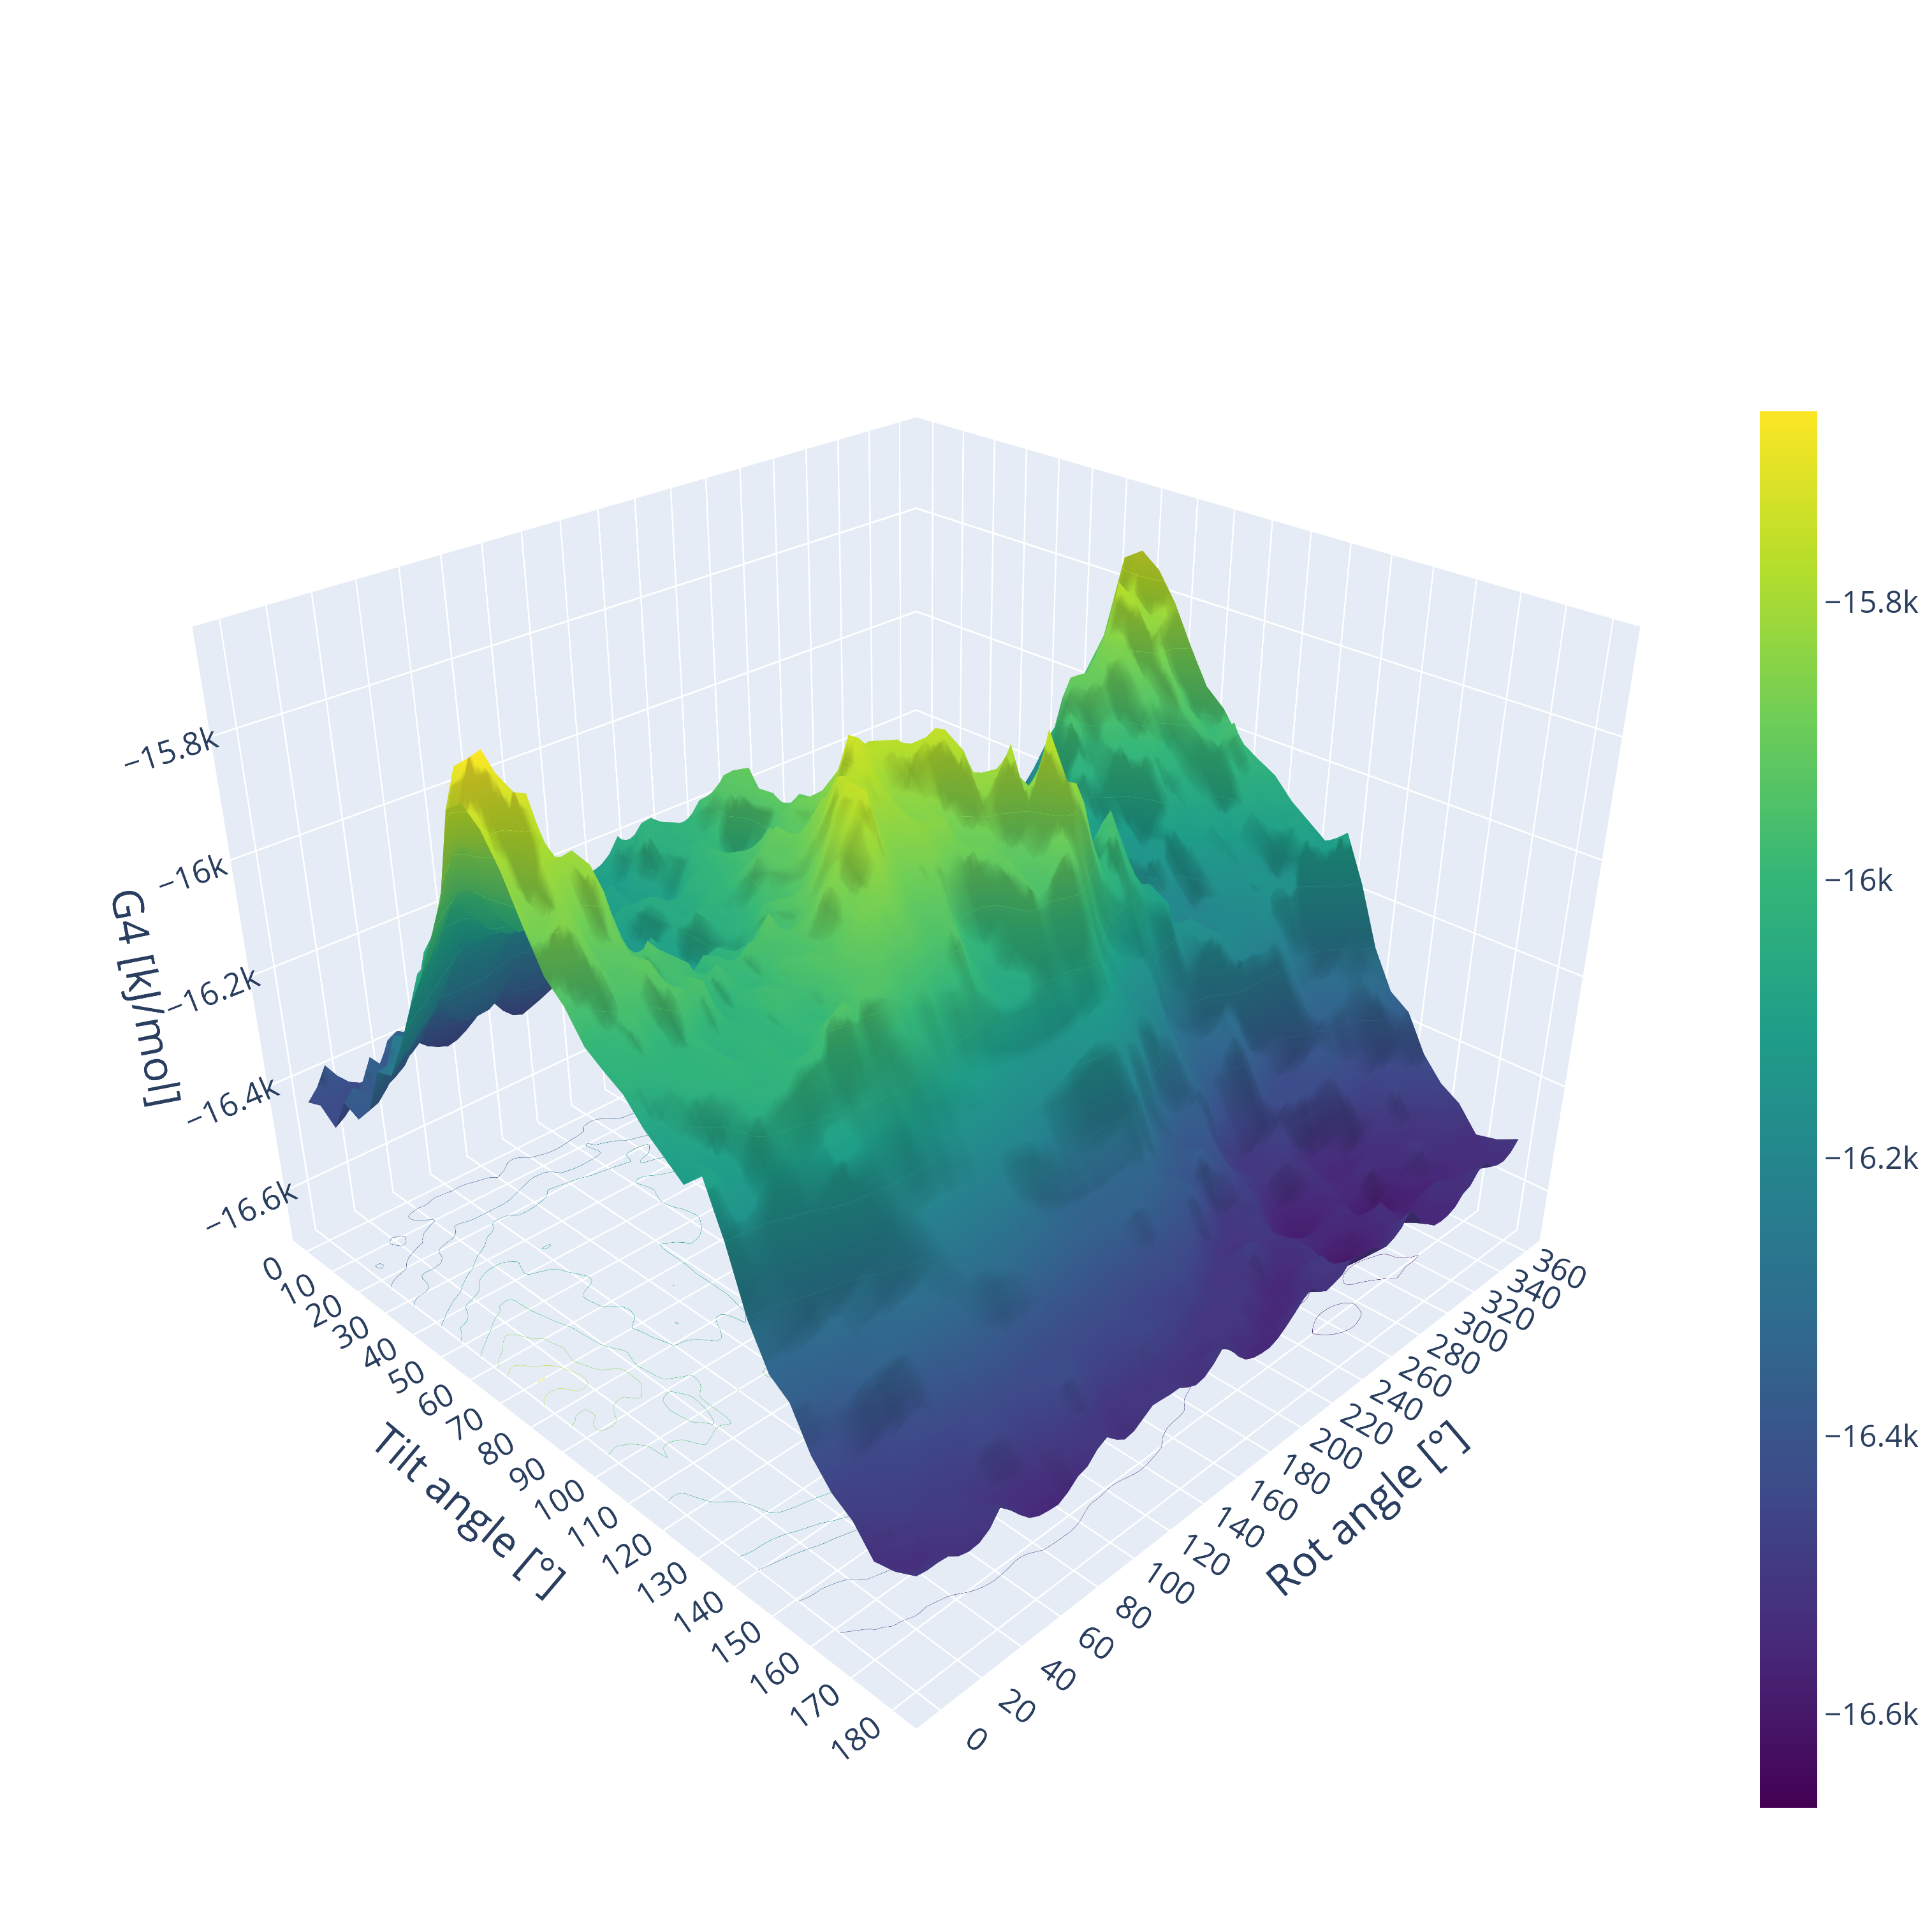 −15.8k
−16k
−16.2k
−16.4k
−16.6k
G4 [kJ/mol]
0
10
20
30
40
50
60
70
80
90
100
110
120
130
140
150
160
170
180
Tilt angle [°]
0
20
40
60
80
100
120
140
160
180
200
220
240
260
280
300
320
340
360
Rot angle [°]
−15.8k
−16k
−16.2k
−16.4k
−16.6k